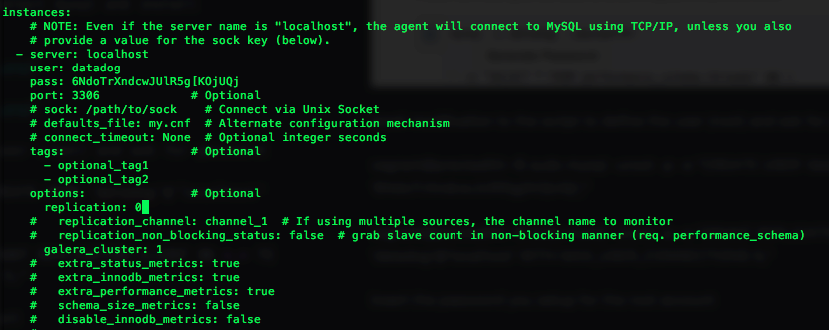 instances:
# NOTE: Even if the server name is "localhost", the agent will connect to MySQL using TCP/IP, unless you also
# provide a value for the sock key (below).
- server: localhost
user: datadog
pass: 6NdoTrXndcwJUlR5g[KOjUQj
port: 3306 # Optional
# sock: /path/to/sock # Connect via Unix Socket
# defaults_file: my.cnf # Alternate configuration mechanism
# connect_timeout: None # Optional integer seconds
tags: # Optional
- optional_tag1
- optional_tag2
options: # Optional
replication: 0
# replication_channel: channel_1 # If using multiple sources, the channel name to monitor
# replication_non_blocking_status: false # grab slave count in non-blocking manner (req. performance_schema)
galera_cluster: 1
# extra_status_metrics: true
# extra_innodb_metrics: true
# extra_performance_metrics: true
# schema_size_metrics: false
# disable_innodb_metrics: false